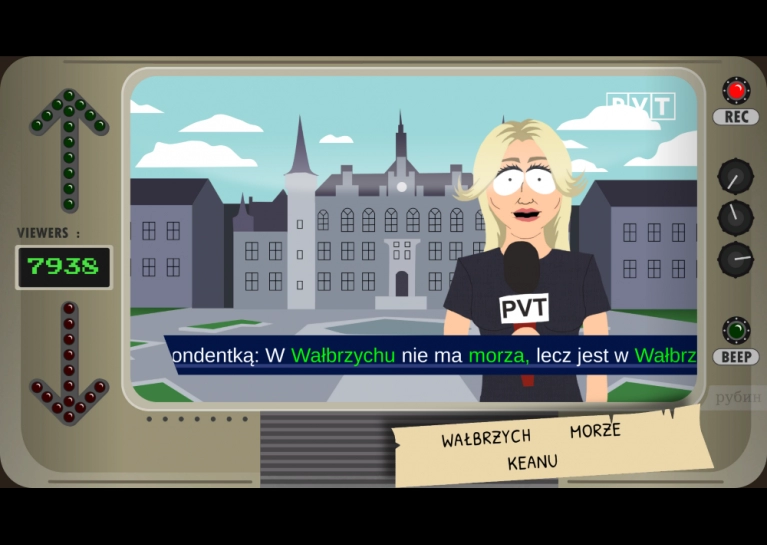 PVT
REC
VIEWERS :
7938
PVT
ondentką: W Wałbrzychu nie ma morza, lecz jest w Wałbrz
BEEP
рубин
WAŁBRZYCH MORZE
KEANU